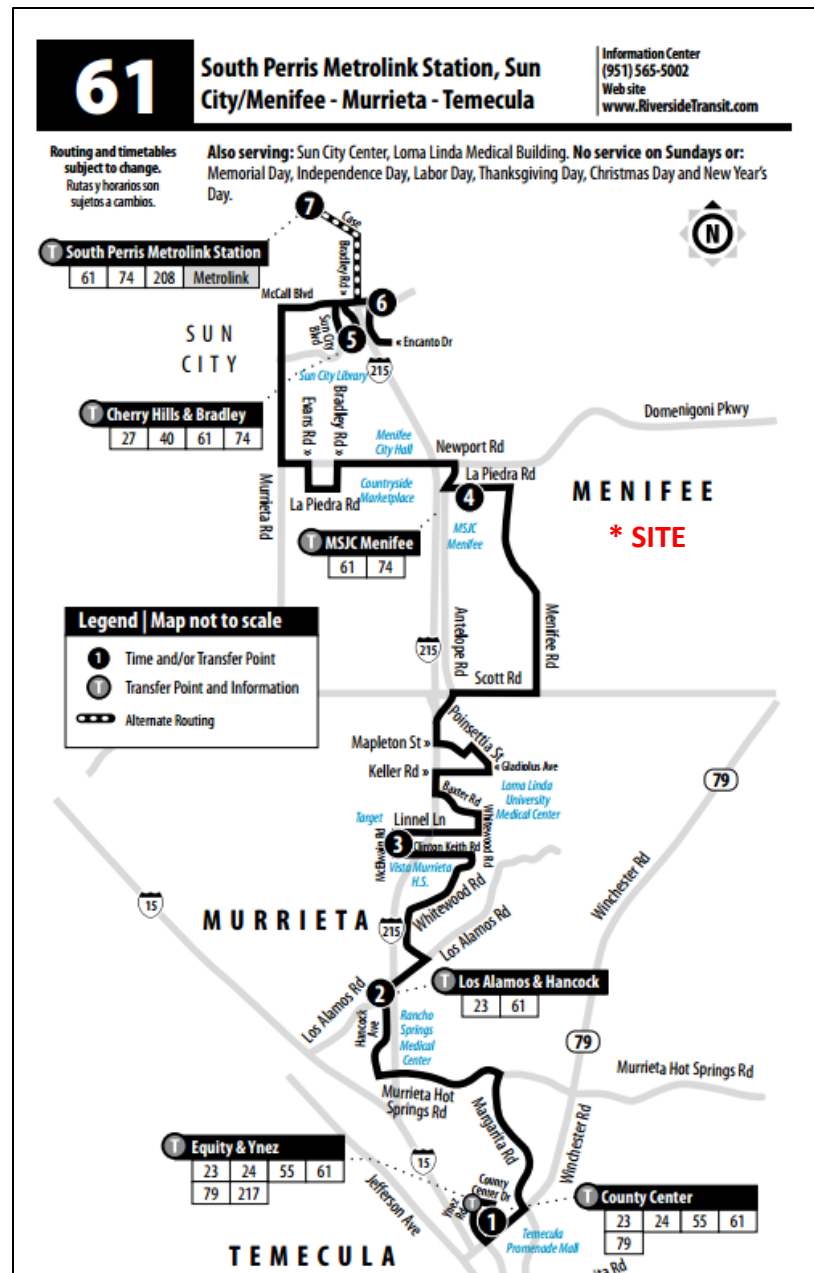 61
South Perris Metrolink Station, Sun
City/Menifee - Murrieta - Temecula
Information Center
(951) 565-5002
Web site
www.RiversideTransit.com
Routing and timetables
subject to change.
Rutas y horarios son
sujetos a cambios.
Also serving: Sun City Center, Loma Linda Medical Building. No service on Sundays or:
Memorial Day, Independence Day, Labor Day, Thanksgiving Day, Christmas Day and New Year's
Day.
N
7
Case
T South Perris Metrolink Station
61 74 208 Metrolink
Bradley Rd »
McCall Blvd
6
SUN
CITY
Sun City
Blvd
5
« Encanto Dr
215
Sun City Library
T Cherry Hills & Bradley
27 40 61 74
Evans Rd »
Bradley Rd »
Domenigoni Pkwy
Menifee
City Hall
Newport Rd
La Piedra Rd
Murrieta Rd
La Piedra Rd
Countryside
Marketplace
4
MENIFEE
* SITE
T MSJC Menifee
61 74
MSJC
Menifee
Legend | Map not to scale
1 Time and/or Transfer Point
T Transfer Point and Information
Alternate Routing
215
Antelope Rd
Menifee Rd
Scott Rd
Poinsettia St
Mapleton St »
« Gladiolus Ave
Keller Rd »
79
Baxter Rd
Loma Linda
University
Medical Center
Target
Linnel Ln
Whitewood Rd
McElwain Rd
3
Clinton Keith Rd
Vista Murrieta
H.S.
Winchester Rd
15
MURRIETA
215
Whitewood Rd
Los Alamos Rd
2
T Los Alamos & Hancock
23 61
Los Alamos Rd
Hancock
Ave
Rancho
Springs
Medical
Center
79
Murrieta Hot Springs Rd
Murrieta Hot
Springs Rd
Margarita Rd
Winchester Rd
T Equity & Ynez
23 24 55 61
79 217
15
Jefferson Ave
County
Center Dr
T
Ynez
Rd
1
T County Center
23 24 55 61
79
Temecula
Promenade Mall
TEMECULA
ta Rd